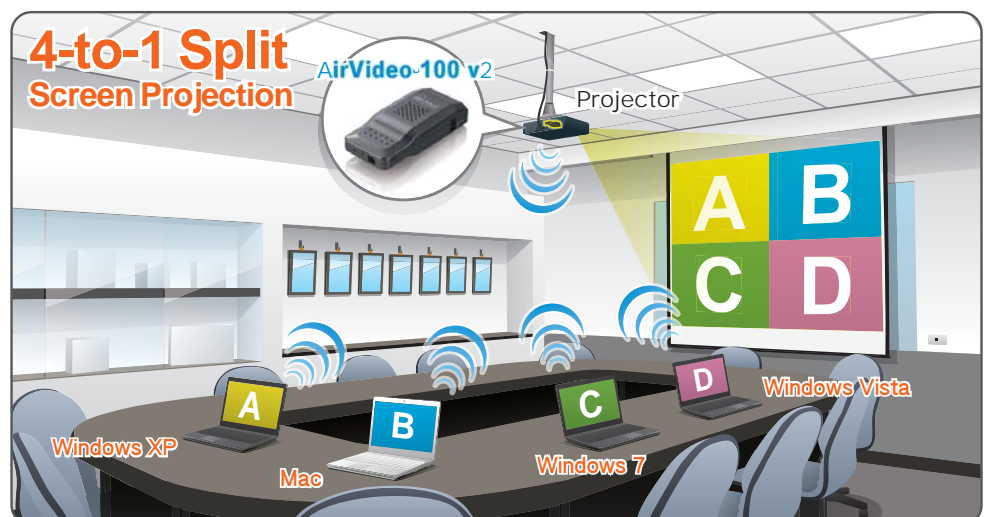 4-to-1 Split
Screen Projection
AirVideo-100 v2
Projector
A
B
C
D
A
B
C
D
Windows XP
Mac
Windows 7
Windows Vista